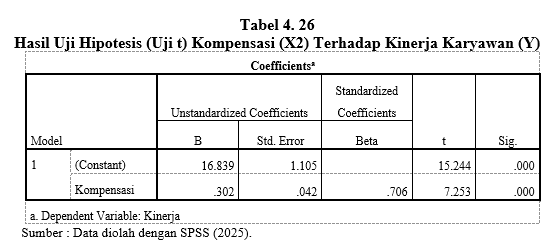 Tabel 4. 26
Hasil Uji Hipotesis (Uji t) Kompensasi (X2) Terhadap Kinerja Karyawan (Y)
Coefficientsª
Standardized
Unstandardized Coefficients Coefficients
Model B Std. Error Beta t Sig.
1 (Constant) 16.839 1.105 15.244 .000
Kompensasi .302 .042 .706 7.253 .000
a. Dependent Variable: Kinerja
Sumber : Data diolah dengan SPSS (2025).